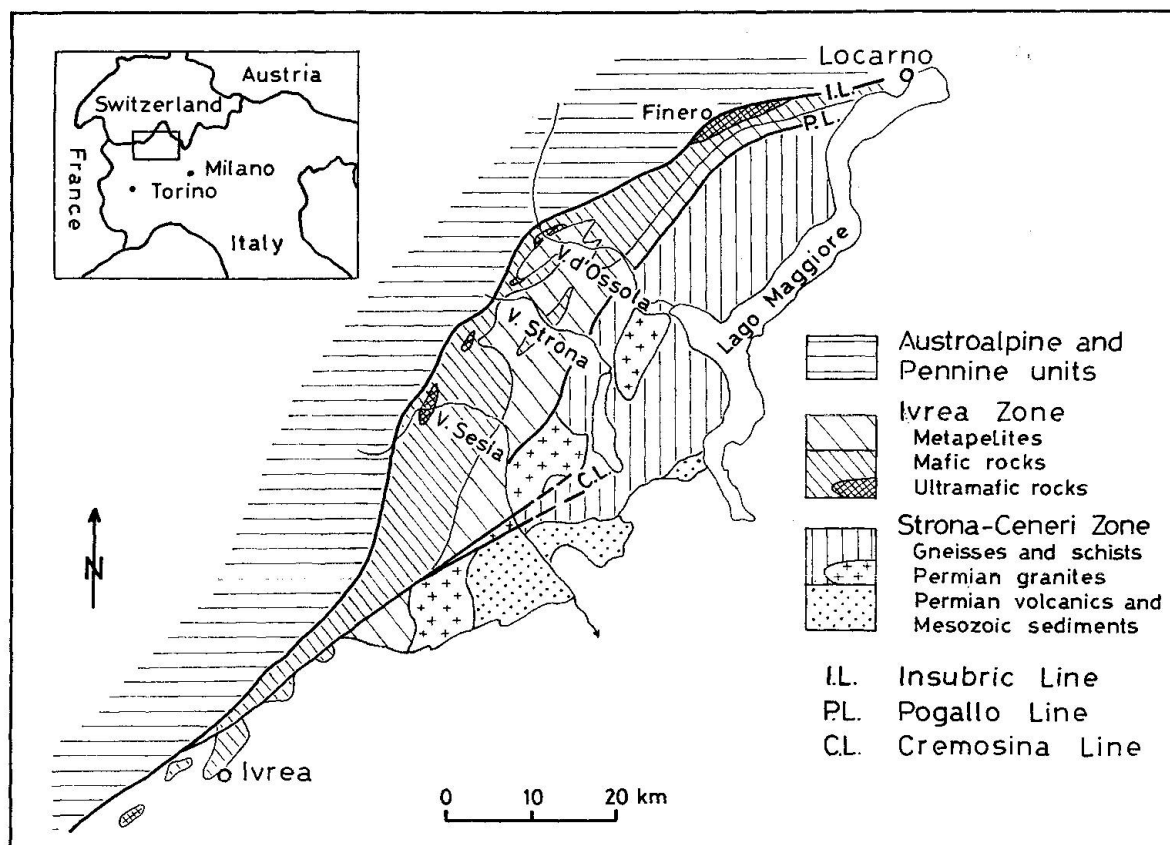 Austria
Switzerland
France
Milano
Torino
Italy
Locarno
Finero
I.L.
P.L.
V. d'Ossola
V. Strona
Lago Maggiore
V. Sesia
C.L.
N
Ivrea
0 10 20 km
Austroalpine and
Pennine units
Ivrea Zone
Metapelites
Mafic rocks
Ultramafic rocks
Strona-Ceneri Zone
Gneisses and schists
Permian granites
Permian volcanics and
Mesozoic sediments
I.L. Insubric Line
P.L. Pogallo Line
C.L. Cremosina Line